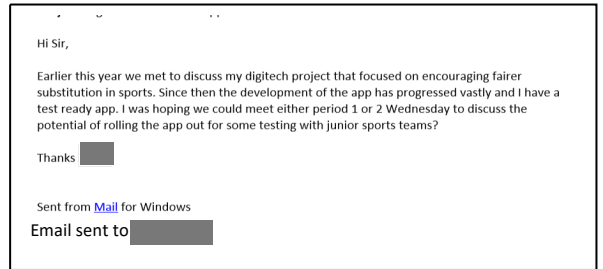 Hi Sir,
Earlier this year we met to discuss my digitech project that focused on encouraging fairer
substitution in sports. Since then the development of the app has progressed vastly and I have a
test ready app. I was hoping we could meet either period 1 or 2 Wednesday to discuss the
potential of rolling the app out for some testing with junior sports teams?
Thanks
Sent from Mail for Windows
Email sent to